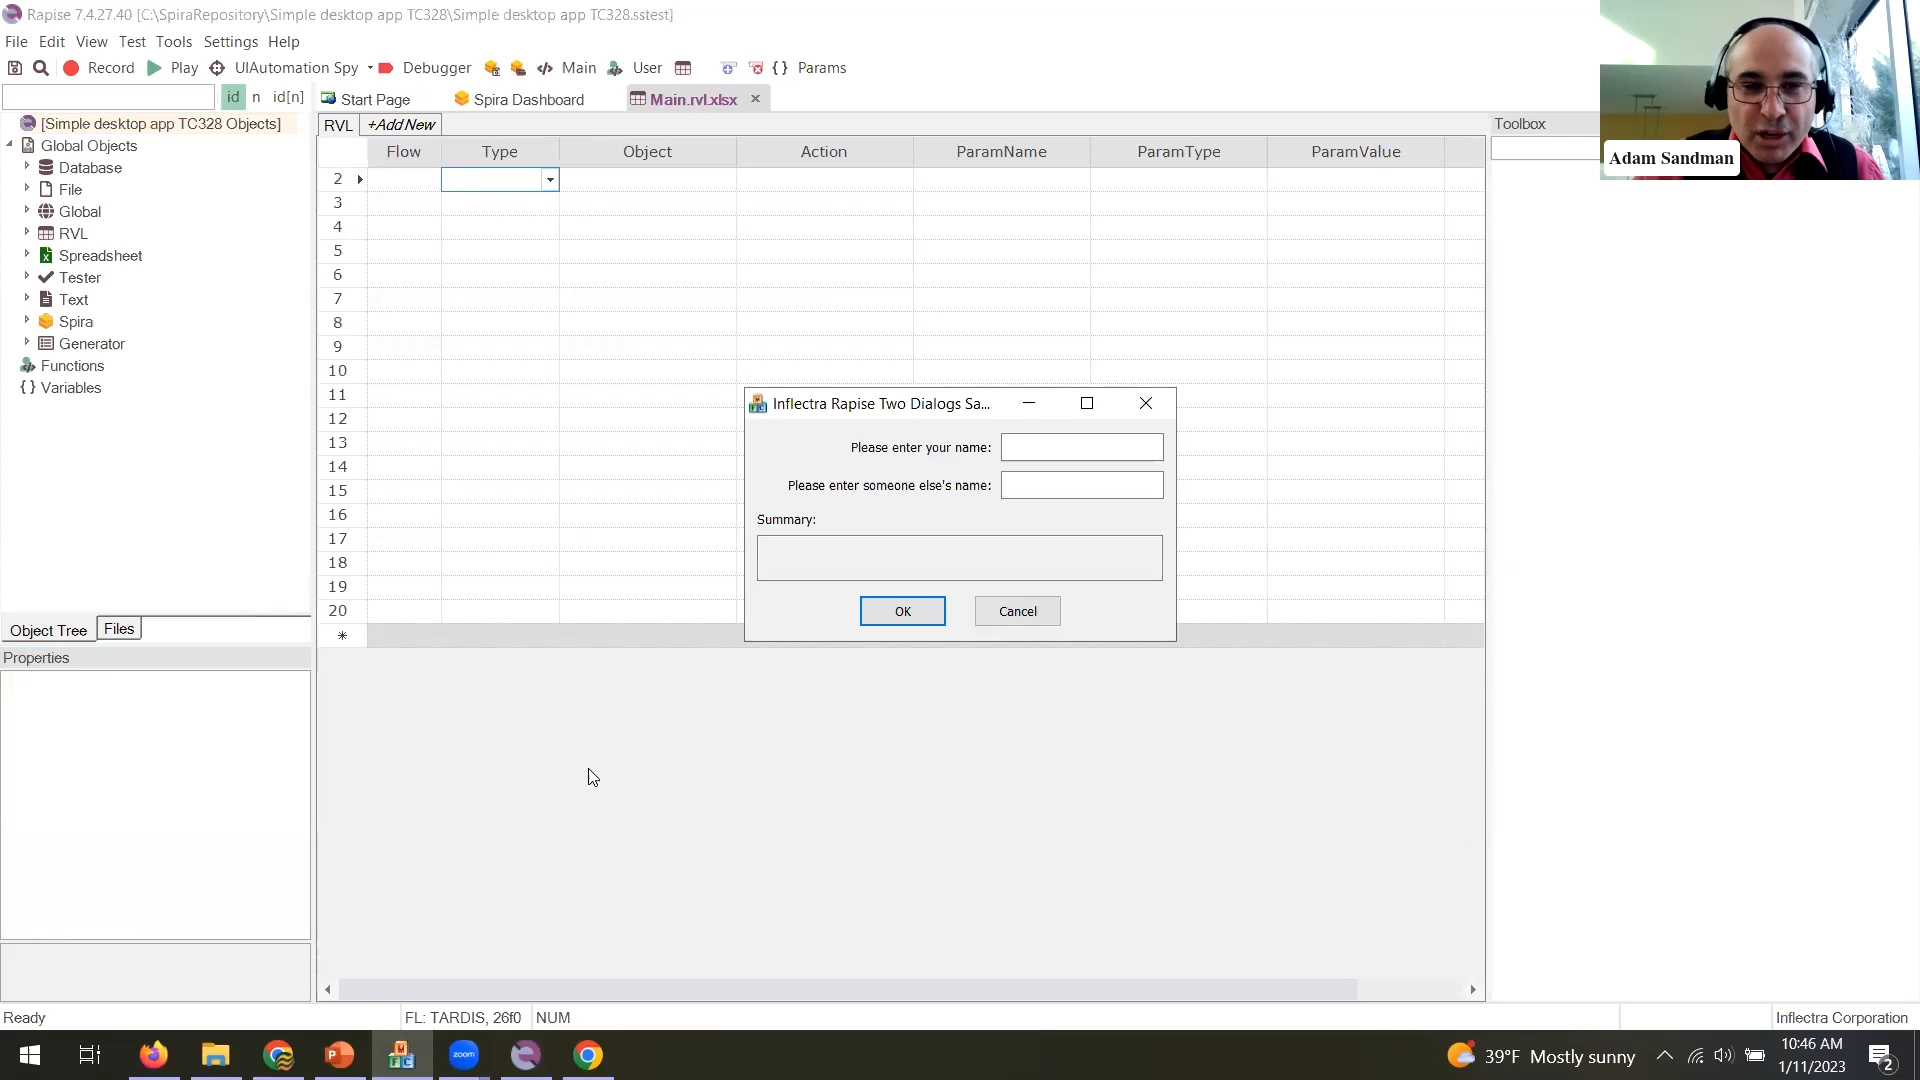 Rapise 7.4.27.40 [C:\SpiraRepository\Simple desktop app TC328\Simple desktop app TC328.sstest]
File Edit View Test Tools Settings Help
Record Play UIAutomation Spy Debugger Main User Params
id n id[n] Start Page Spira Dashboard Main.rvl.xlsx
[Simple desktop app TC328 Objects]
Global Objects
Database
File
Global
RVL
Spreadsheet
Tester
Text
Spira
Generator
Functions
Variables
RVL +Add New
Flow Type Object Action ParamName ParamType ParamValue
2
3
4
5
6
7
8
9
10
11
12
13
14
15
16
17
18
19
20
*
Inflectra Rapise Two Dialogs Sa...
Please enter your name:
Please enter someone else's name:
Summary:
OK Cancel
Toolbox
Adam Sandman
Object Tree Files
Properties
Ready FL: TARDIS, 26f0 NUM Inflectra Corporation
zoom
39°F Mostly sunny
10:46 AM
1/11/2023
2